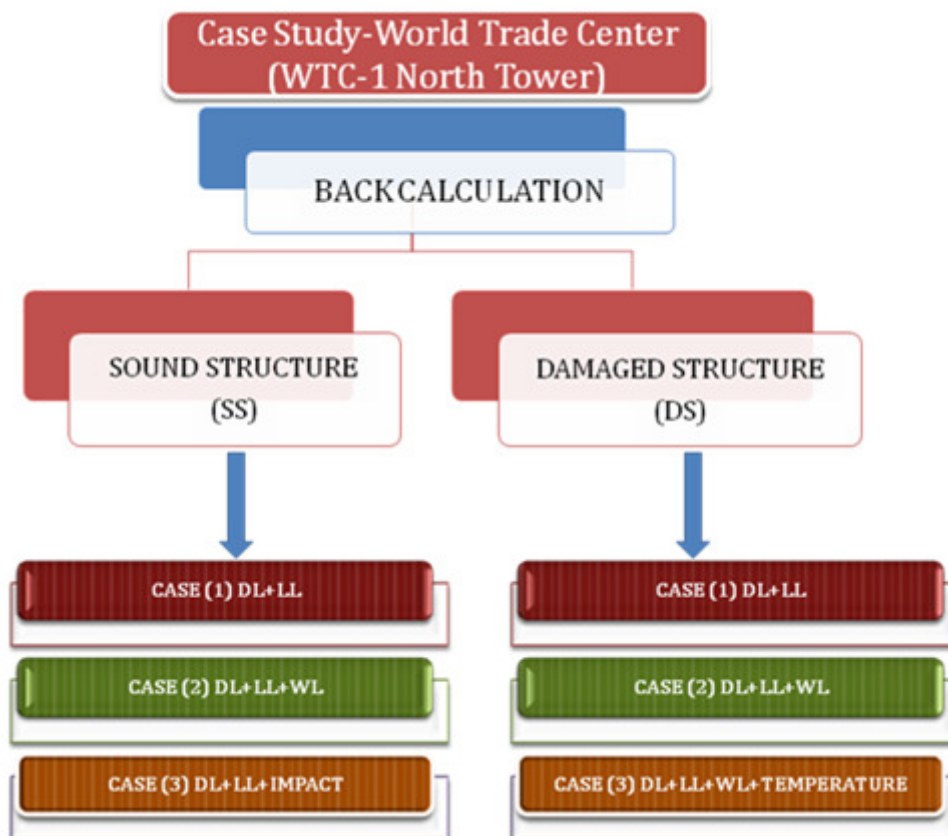 Case Study-World Trade Center
(WTC-1 North Tower)
BACK CALCULATION
SOUND STRUCTURE
(SS)
DAMAGED STRUCTURE
(DS)
CASE (1) DL+LL
CASE (1) DL+LL
CASE (2) DL+LL+WL
CASE (2) DL+LL+WL
CASE (3) DL+LL+IMPACT
CASE (3) DL+LL+WL+TEMPERATURE